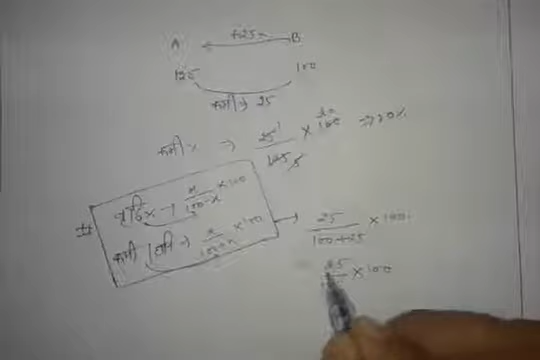 +25%
A B
125 100
कमी → 25
कमी % → 25/125 × 100 ⇒ 20%
II
वृद्धि % → x/100-x × 100
कमी → x/100+x × 100
25/100+25 × 100
25 × 100